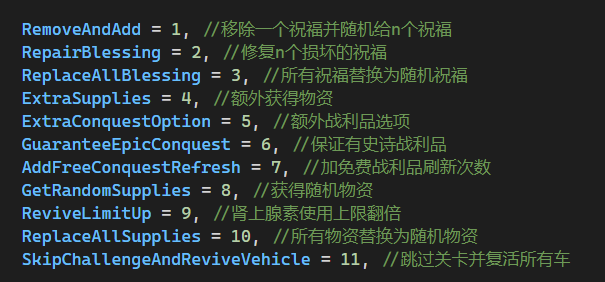 RemoveAndAdd = 1, //移除一个祝福并随机给n个祝福
RepairBlessing = 2, //修复n个损坏的祝福
ReplaceAllBlessing = 3, //所有祝福替换为随机祝福
ExtraSupplies = 4, //额外获得物资
ExtraConquestOption = 5, //额外战利品选项
GuaranteeEpicConquest = 6, //保证有史诗战利品
AddFreeConquestRefresh = 7, //加免费战利品刷新次数
GetRandomSupplies = 8, //获得随机物资
ReviveLimitUp = 9, //肾上腺素使用上限翻倍
ReplaceAllSupplies = 10, //所有物资替换为随机物资
SkipChallengeAndReviveVehicle = 11, //跳过关卡并复活所有车